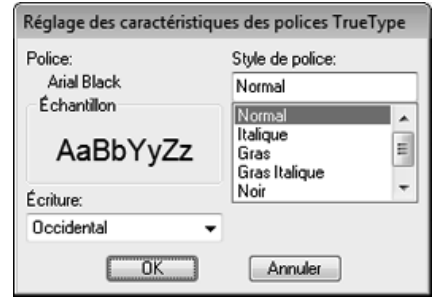 Réglage des caractéristiques des polices TrueType
Police:
Arial Black
Échantillon
AaBbYyZz
Écriture:
Occidental
Style de police:
Normal
Normal
Italique
Gras
Gras Italique
Noir
OK
Annuler